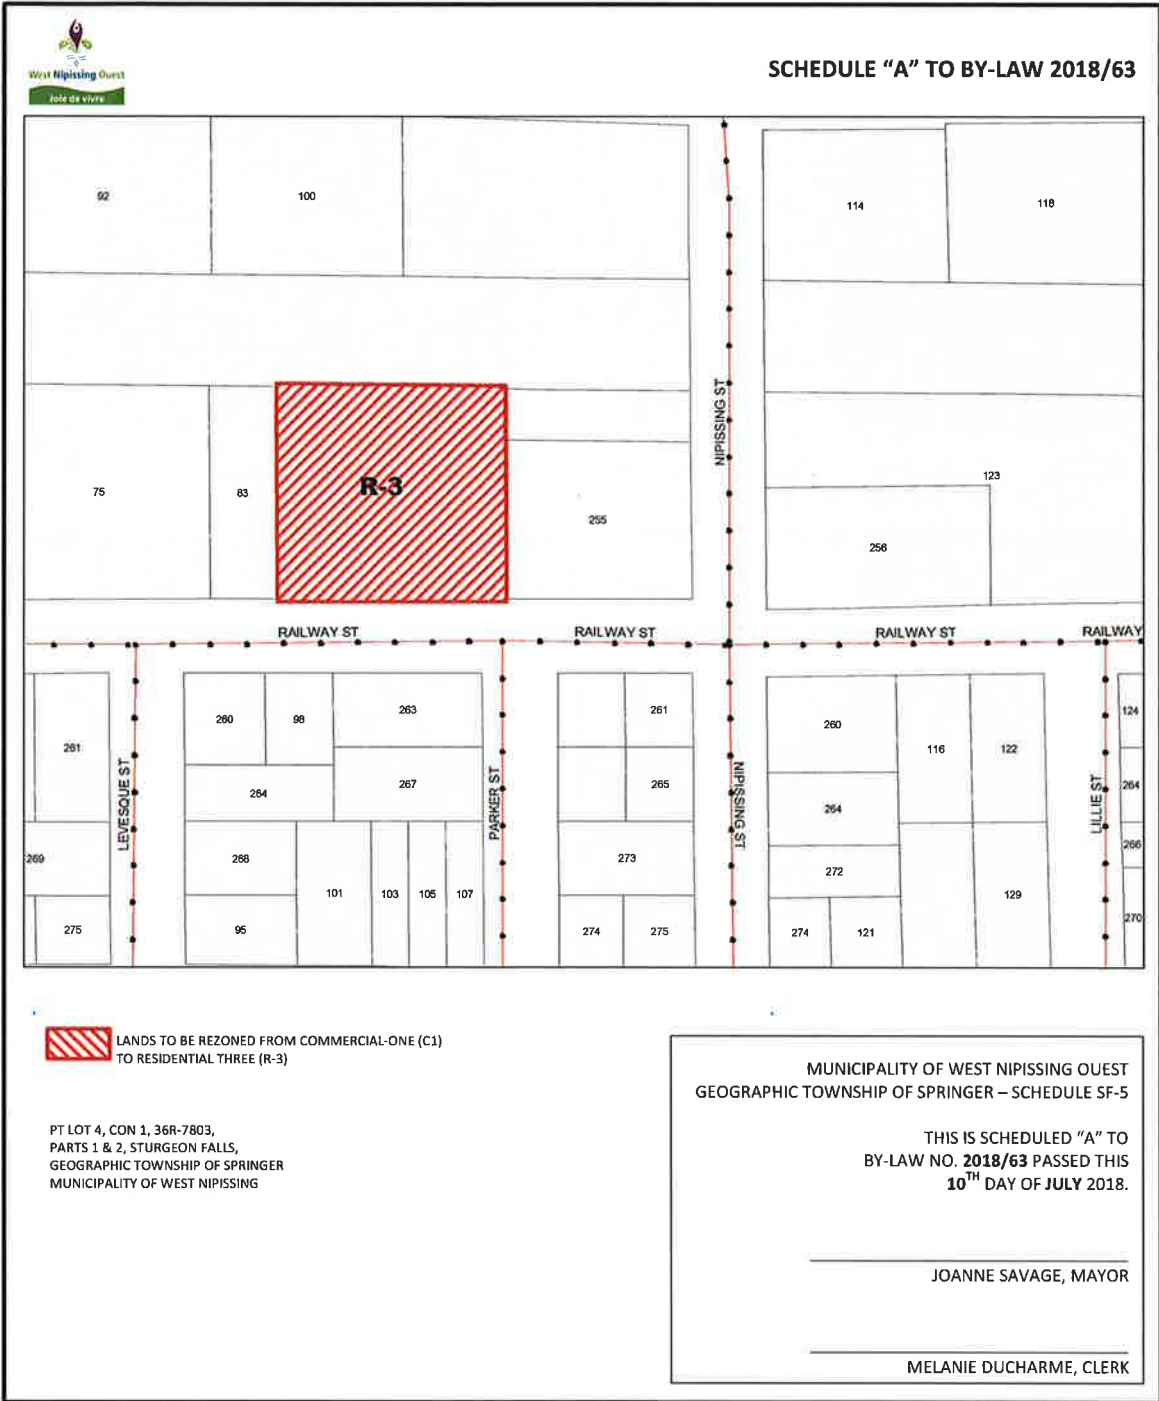 West Nipissing Ouest
Joie de vivre
SCHEDULE “A” TO BY-LAW 2018/63
92
100
114
118
NIPISSING ST
75
83
R-3
255
123
256
RAILWAY ST
RAILWAY ST
RAILWAY ST
RAILWAY
261
269
275
LEVESQUE ST
260
98
263
264
267
268
95
101
103
105
107
PARKER ST
261
265
273
274
275
NIPISSING ST
260
116
122
264
272
274
121
129
LILLIE ST
124
264
266
270
LANDS TO BE REZONED FROM COMMERCIAL-ONE (C1)
TO RESIDENTIAL THREE (R-3)
PT LOT 4, CON 1, 36R-7803,
PARTS 1 & 2, STURGEON FALLS,
GEOGRAPHIC TOWNSHIP OF SPRINGER
MUNICIPALITY OF WEST NIPISSING
MUNICIPALITY OF WEST NIPISSING OUEST
GEOGRAPHIC TOWNSHIP OF SPRINGER – SCHEDULE SF-5
THIS IS SCHEDULED “A” TO
BY-LAW NO. 2018/63 PASSED THIS
10TH DAY OF JULY 2018.
JOANNE SAVAGE, MAYOR
MELANIE DUCHARME, CLERK